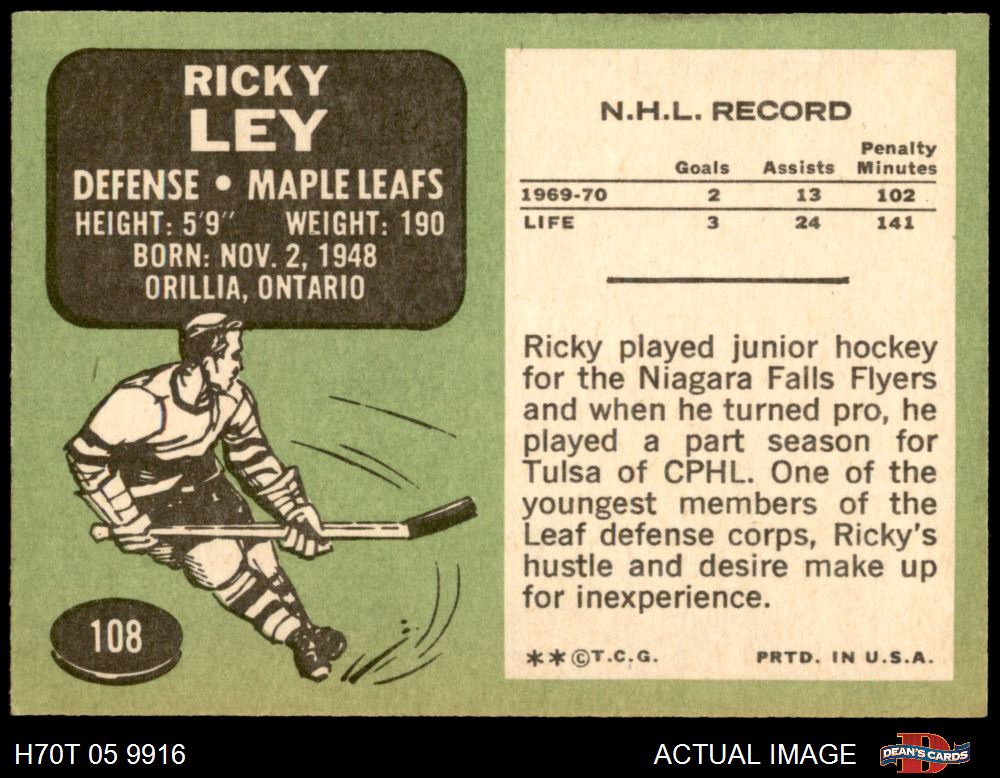 RICKY
LEY
DEFENSE • MAPLE LEAFS
HEIGHT: 5'9" WEIGHT: 190
BORN: NOV. 2, 1948
ORILLIA, ONTARIO
108
N.H.L. RECORD
Goals Assists Penalty Minutes
1969-70 2 13 102
LIFE 3 24 141
Ricky played junior hockey
for the Niagara Falls Flyers
and when he turned pro, he
played a part season for
Tulsa of CPHL. One of the
youngest members of the
Leaf defense corps, Ricky's
hustle and desire make up
for inexperience.
**©T.C.G. PRTD. IN U.S.A.
H70T 05 9916 ACTUAL IMAGE DEAN'S CARDS